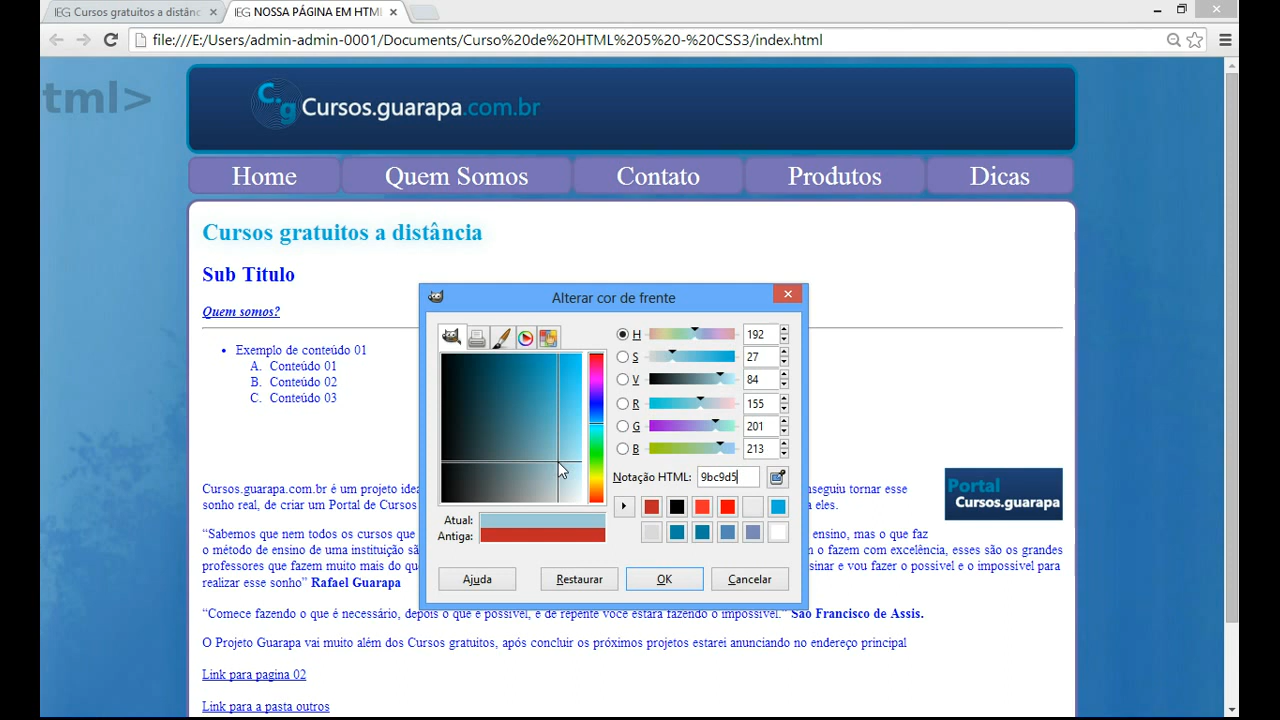 IEG Cursos gratuitos a distânc
IEG NOSSA PÁGINA EM HTML
file:///E:/Users/admin-admin-0001/Documents/Curso%20de%20HTML%205%20-%20CSS3/index.html
tml>
C.g Cursos.guarapa.com.br
Home Quem Somos Contato Produtos Dicas
Cursos gratuitos a distância
Sub Titulo
Quem somos?
• Exemplo de conteúdo 01
A. Conteúdo 01
B. Conteúdo 02
C. Conteúdo 03
Alterar cor de frente
H 192
S 27
V 84
R 155
G 201
B 213
Notação HTML: 9bc9d5
Atual:
Antiga:
Ajuda Restaurar OK Cancelar
Portal
Cursos.guarapa
Cursos.guarapa.com.br é um projeto idea nseguiu tornar esse
sonho real, de criar um Portal de Cursos a eles.
“Sabemos que nem todos os cursos que ensino, mas o que faz
o método de ensino de uma instituição sã o fazem com excelência, esses são os grandes
professores que fazem muito mais do qu sinar e vou fazer o possivel e o impossivel para
realizar esse sonho” Rafael Guarapa
“Comece fazendo o que é necessário, depois o que é possível, e de repente você estará fazendo o impossível.” São Francisco de Assis.
O Projeto Guarapa vai muito além dos Cursos gratuitos, após concluir os próximos projetos estarei anunciando no endereço principal
Link para pagina 02
Link para a pasta outros